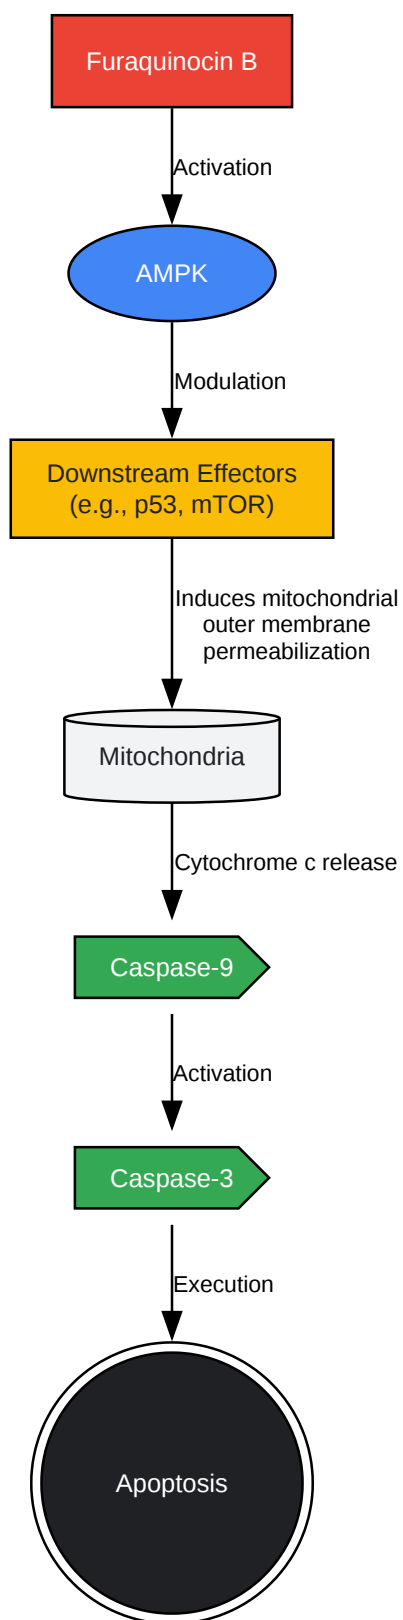 Furaquinocin B
Activation
AMPK
Modulation
Downstream Effectors
(e.g., p53, mTOR)
Induces mitochondrial
outer membrane
permeabilization
Mitochondria
Cytochrome c release
Caspase-9
Activation
Caspase-3
Execution
Apoptosis